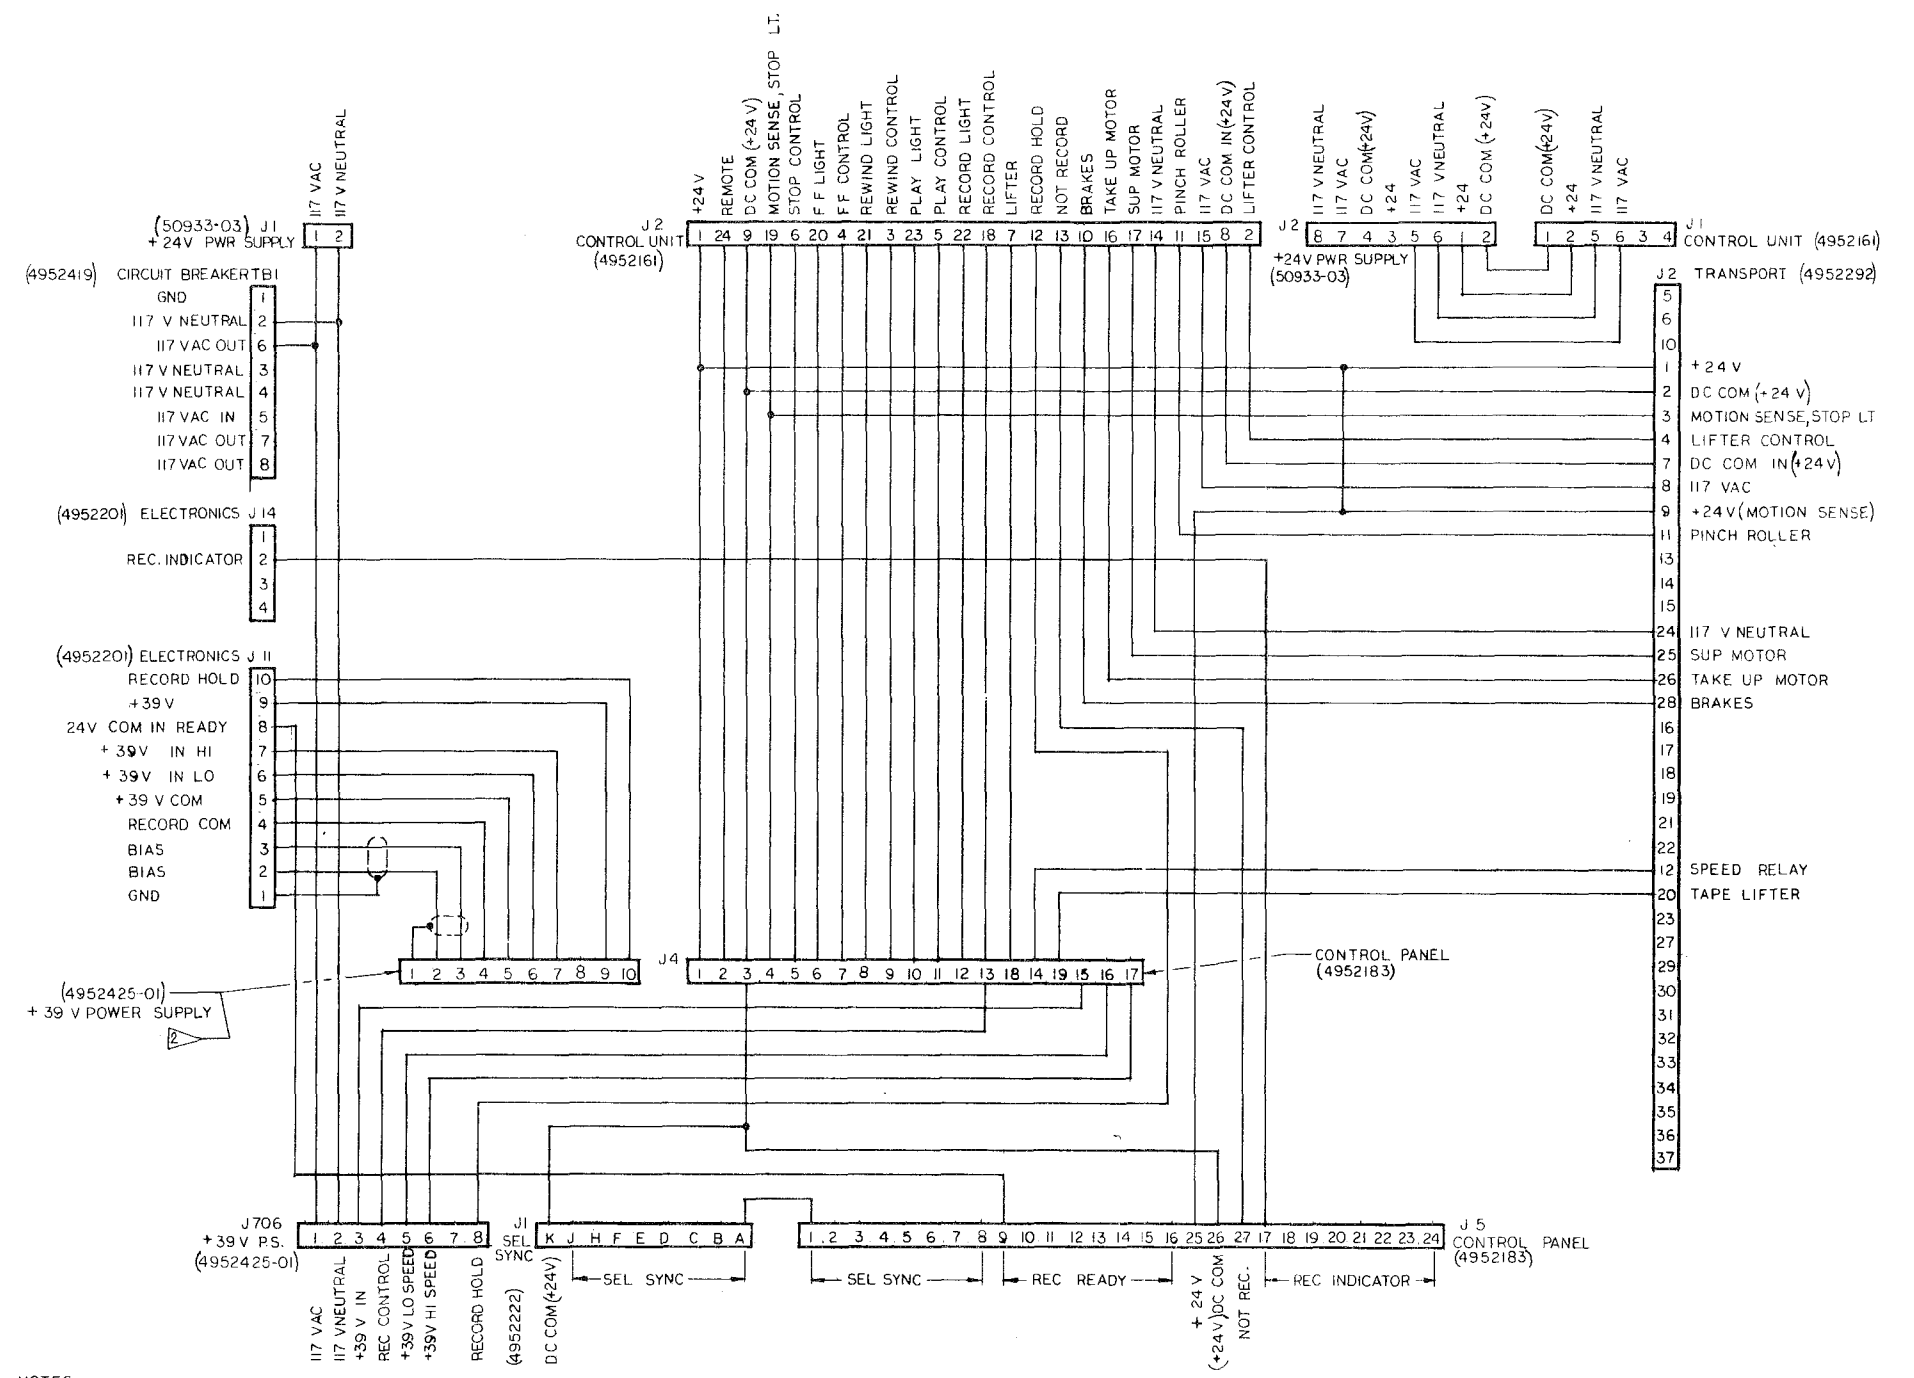 117 VAC
117 V NEUTRAL
(50933-03) J1
+24V PWR SUPPLY
1 2
(4952419) CIRCUIT BREAKER TB1
GND 1
117 V NEUTRAL 2
117 VAC OUT 6
117 V NEUTRAL 3
117 V NEUTRAL 4
117 VAC IN 5
117 VAC OUT 7
117 VAC OUT 8
(4952201) ELECTRONICS J14
1
REC. INDICATOR 2
3
4
(4952201) ELECTRONICS J11
RECORD HOLD 10
+39V 9
24V COM IN READY 8
+39V IN HI 7
+39V IN LO 6
+39 V COM 5
RECORD COM 4
BIAS 3
BIAS 2
GND 1
1 2 3 4 5 6 7 8 9 10
(4952425-01)
+39 V POWER SUPPLY
2
+24V
REMOTE
DC COM (+24 V)
MOTION SENSE, STOP LT.
STOP CONTROL
FF LIGHT
FF CONTROL
REWIND LIGHT
REWIND CONTROL
PLAY LIGHT
PLAY CONTROL
RECORD LIGHT
RECORD CONTROL
LIFTER
RECORD HOLD
NOT RECORD
BRAKES
TAKE UP MOTOR
SUP MOTOR
117 V NEUTRAL
PINCH ROLLER
117 VAC
DC COM IN (+24V)
LIFTER CONTROL
J2
CONTROL UNIT
(4952161)
1 24 9 19 6 20 4 21 3 23 5 22 18 7 12 13 10 16 17 14 11 15 8 2
117 VNEUTRAL
117 VAC
DC COM(+24V)
+24
117 VAC
117 VNEUTRAL
+24
DC COM (+24V)
J2
8 7 4 3 5 6 1 2
+24V PWR SUPPLY
(50933-03)
DC COM(+24V)
+24
117 VNEUTRAL
117 VAC
1 2 5 6 3 4
J1
CONTROL UNIT (4952161)
J2 TRANSPORT (4952292)
5
6
10
1 +24V
2 DC COM (+24 V)
3 MOTION SENSE, STOP LT
4 LIFTER CONTROL
7 DC COM IN (+24V)
8 117 VAC
9 +24V (MOTION SENSE)
11 PINCH ROLLER
13
14
15
24 117 V NEUTRAL
25 SUP MOTOR
26 TAKE UP MOTOR
28 BRAKES
16
17
18
19
21
22
12 SPEED RELAY
20 TAPE LIFTER
23
27
29
30
31
32
33
34
35
36
37
J4
1 2 3 4 5 6 7 8 9 10 11 12 13 18 14 19 15 16 17
CONTROL PANEL
(4952183)
J706
+39 V P.S.
(4952425-01)
1 2 3 4 5 6 7 8
117 VAC
117 VNEUTRAL
+39 V IN
REC CONTROL
+39V LO SPEED
+39V HI SPEED
RECORD HOLD
J1
SEL
SYNC
(4952222)
K J H F E D C B A
DC COM (+24V)
SEL SYNC
1 2 3 4 5 6 7 8 9 10 11 12 13 14 15 16 25 26 27 17 18 19 20 21 22 23 24
SEL SYNC
REC READY
+24 V
(+24V) DC COM
NOT REC.
REC INDICATOR
J5
CONTROL PANEL
(4952183)